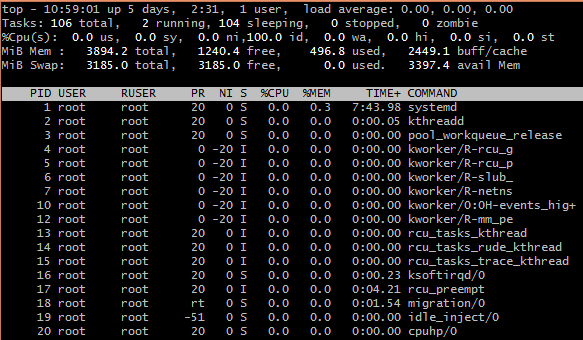 top - 10:59:01 up 5 days,  2:31,  1 user,  load average: 0.00, 0.00, 0.00
Tasks: 106 total,   2 running, 104 sleeping,   0 stopped,   0 zombie
%Cpu(s):  0.0 us,  0.0 sy,  0.0 ni,100.0 id,  0.0 wa,  0.0 hi,  0.0 si,  0.0 st
MiB Mem :   3894.2 total,   1240.4 free,    496.8 used,   2449.1 buff/cache
MiB Swap:   3185.0 total,   3185.0 free,      0.0 used.   3397.4 avail Mem
PID USER     RUSER     PR  NI S  %CPU  %MEM     TIME+ COMMAND
1 root     root      20   0 S   0.0   0.3   7:43.98 systemd
2 root     root      20   0 S   0.0   0.0   0:00.05 kthreadd
3 root     root      20   0 S   0.0   0.0   0:00.00 pool_workqueue_release
4 root     root       0 -20 I   0.0   0.0   0:00.00 kworker/R-rcu_g
5 root     root       0 -20 I   0.0   0.0   0:00.00 kworker/R-rcu_p
6 root     root       0 -20 I   0.0   0.0   0:00.00 kworker/R-slub_
7 root     root       0 -20 I   0.0   0.0   0:00.00 kworker/R-netns
10 root     root       0 -20 I   0.0   0.0   0:00.00 kworker/0:0H-events_hig+
12 root     root       0 -20 I   0.0   0.0   0:00.00 kworker/R-mm_pe
13 root     root      20   0 I   0.0   0.0   0:00.00 rcu_tasks_kthread
14 root     root      20   0 I   0.0   0.0   0:00.00 rcu_tasks_rude_kthread
15 root     root      20   0 I   0.0   0.0   0:00.00 rcu_tasks_trace_kthread
16 root     root      20   0 S   0.0   0.0   0:00.23 ksoftirqd/0
17 root     root      20   0 I   0.0   0.0   0:04.21 rcu_preempt
18 root     root      rt   0 S   0.0   0.0   0:01.54 migration/0
19 root     root     -51   0 S   0.0   0.0   0:00.00 idle_inject/0
20 root     root      20   0 S   0.0   0.0   0:00.00 cpuhp/0